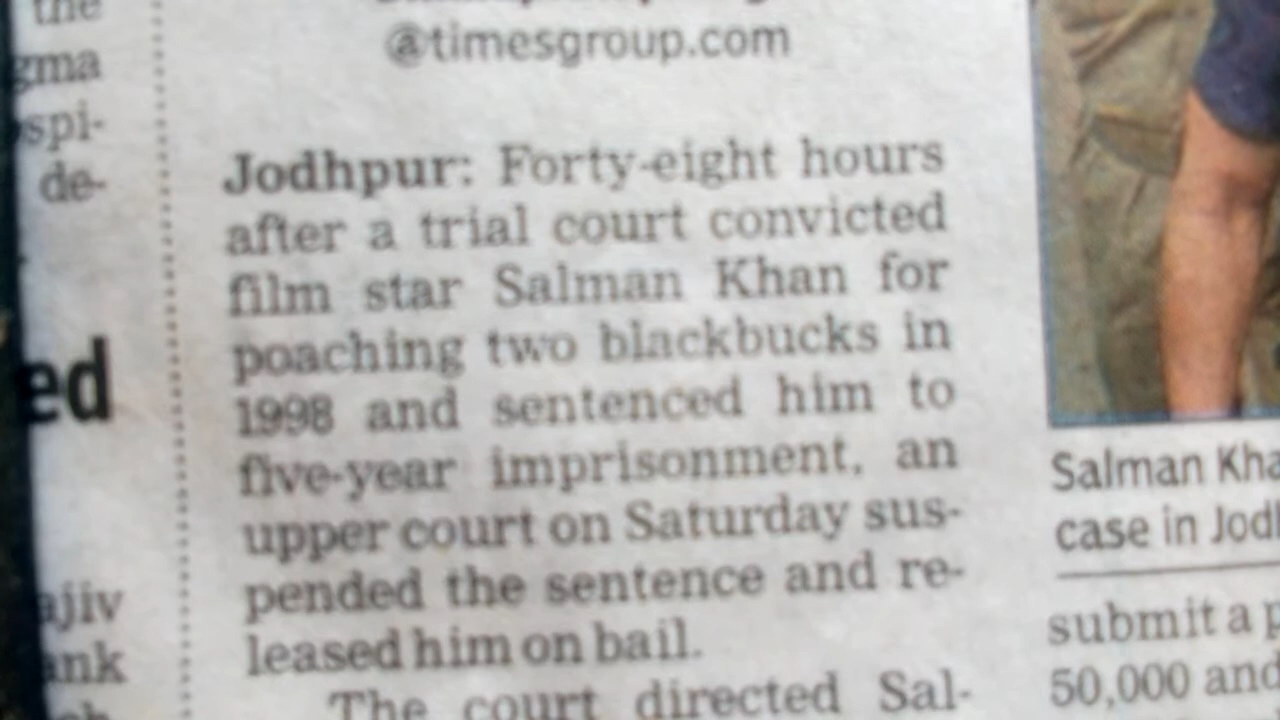 the
gma
spi-
de-
ed
ajiv
ank
@timesgroup.com
Jodhpur: Forty-eight hours
after a trial court convicted
film star Salman Khan for
poaching two blackbucks in
1998 and sentenced him to
five-year imprisonment, an
upper court on Saturday sus-
pended the sentence and re-
leased him on bail.
The court directed Sal-
Salman Kha
case in Jodh
submit a p
50,000 and